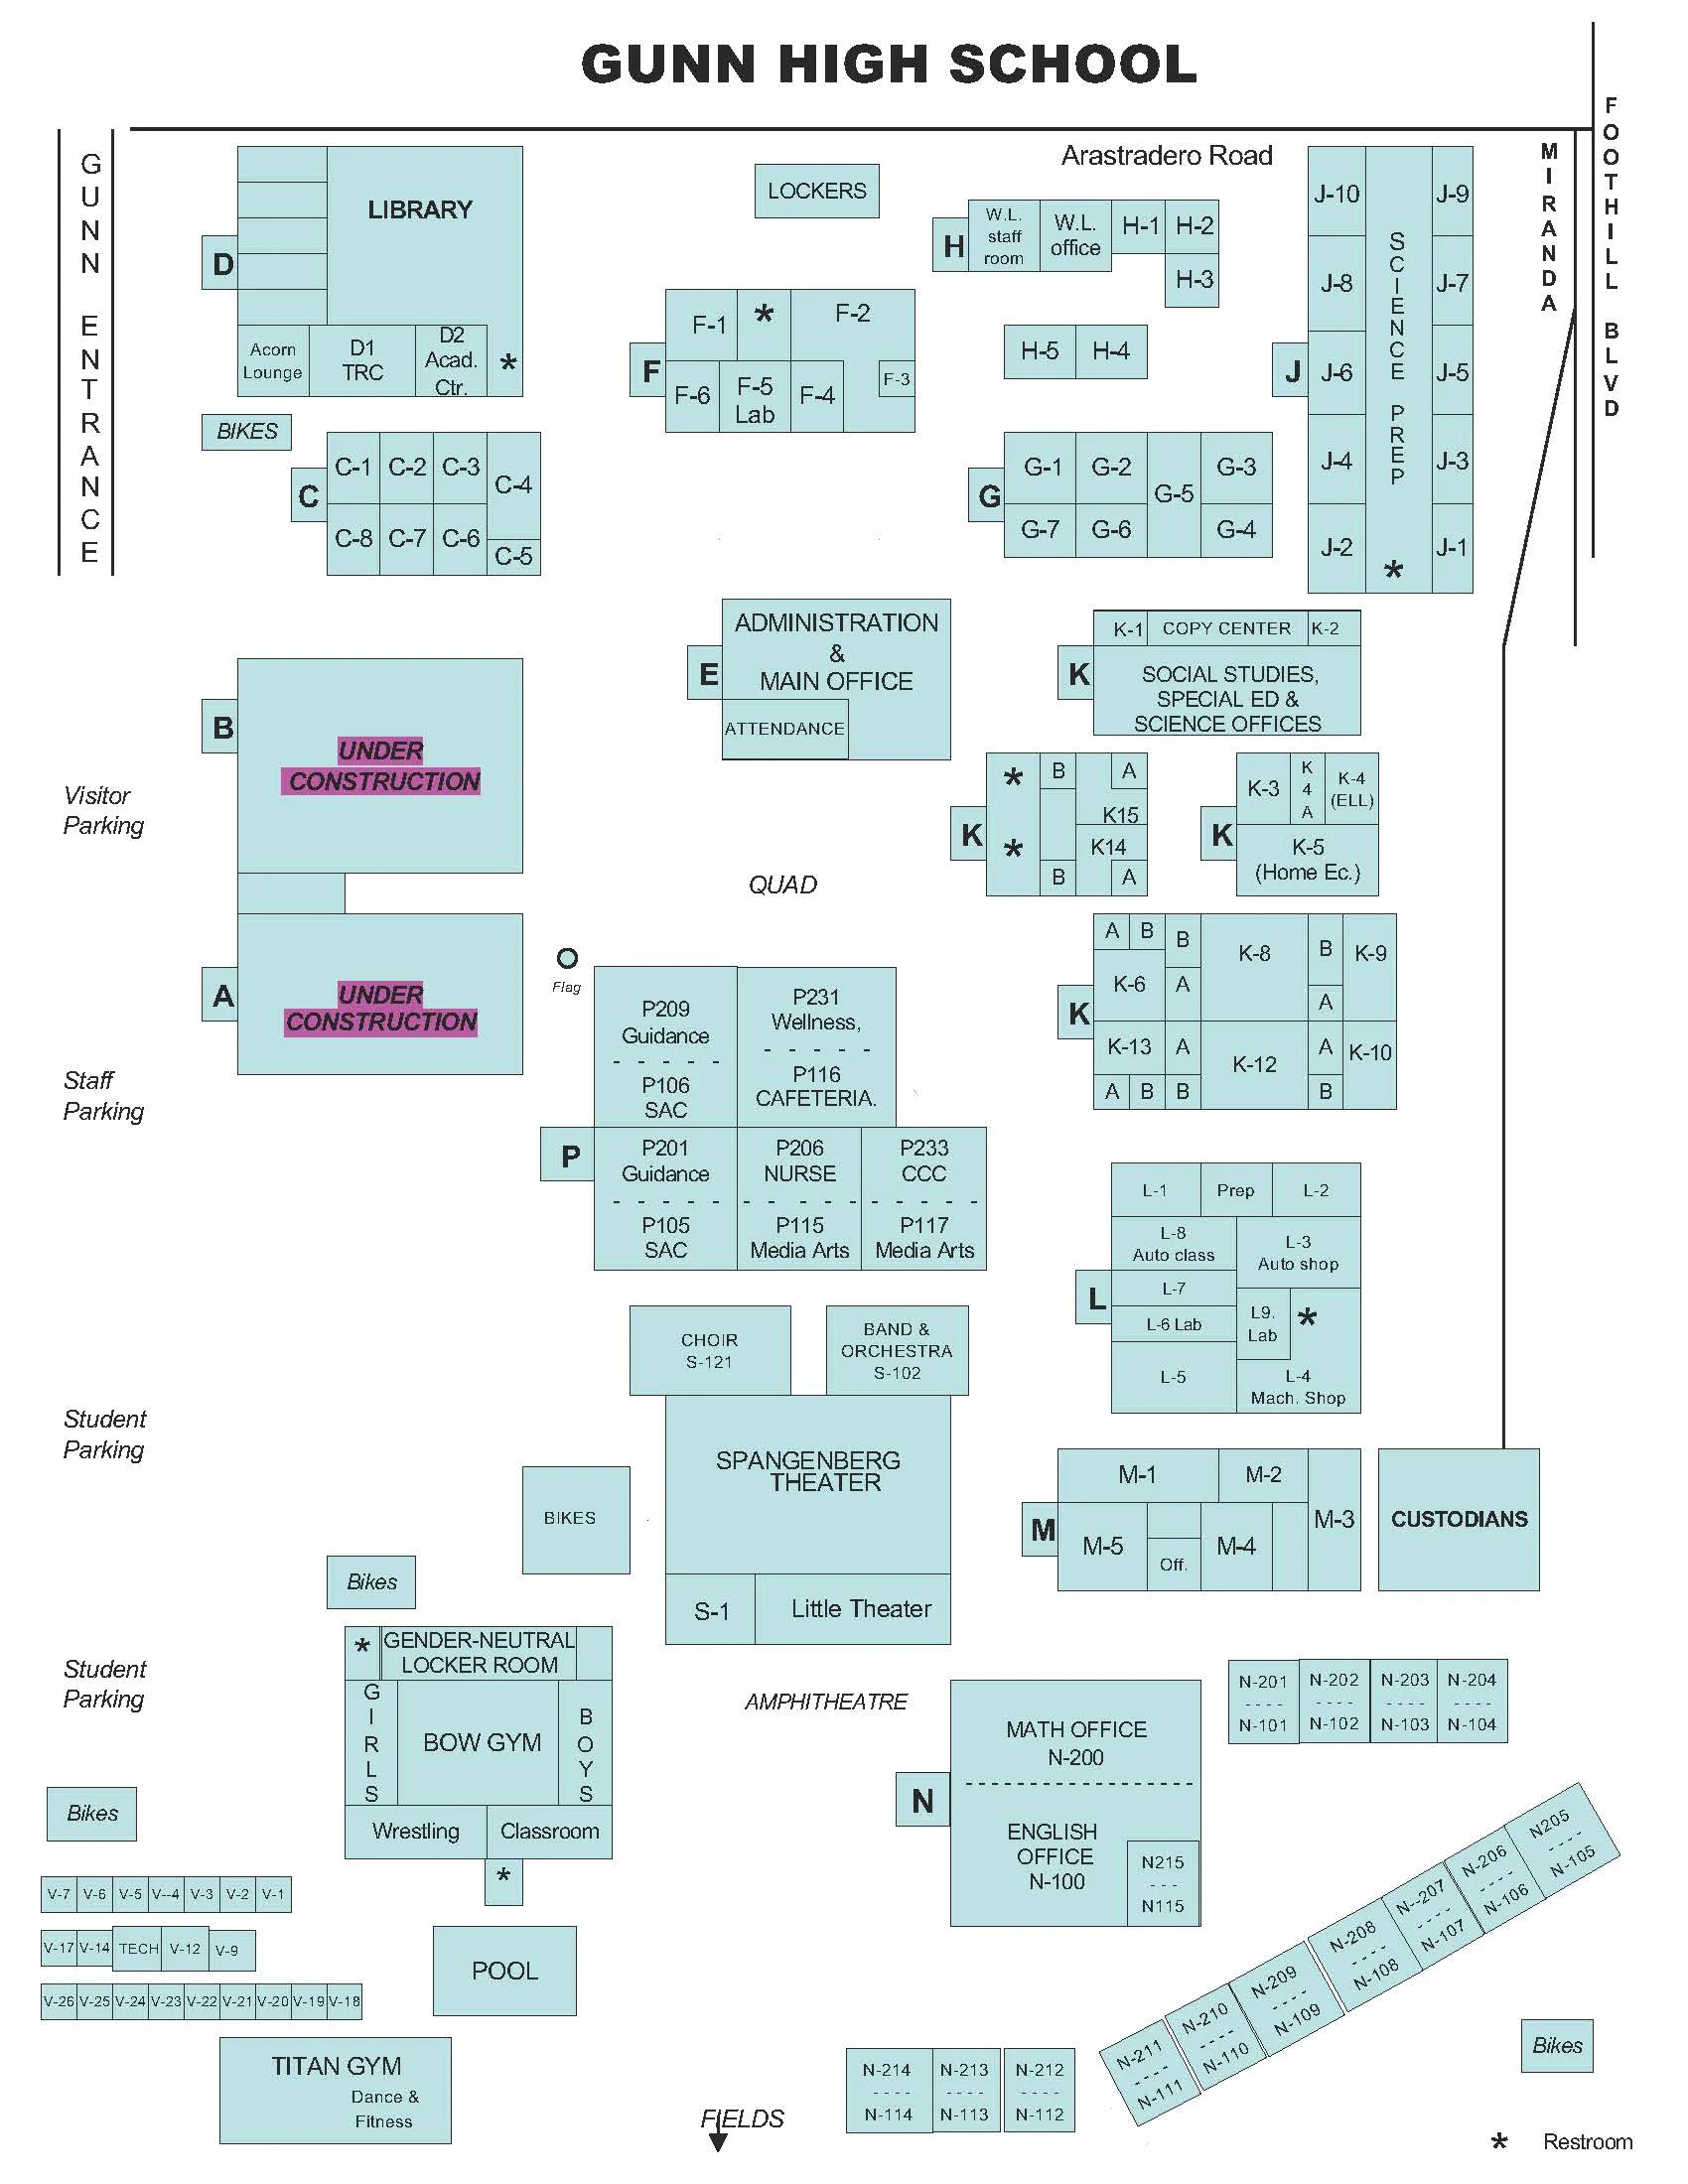 GUNN HIGH SCHOOL
FOOTHILL BLVD
MIRANDA
GUNN ENTRANCE
Arastradero Road
LIBRARY
D
Acorn
Lounge
D1
TRC
D2
Acad.
Ctr.
*
BIKES
C
C-1
C-2
C-3
C-4
C-8
C-7
C-6
C-5
LOCKERS
F
F-1
*
F-2
F-6
F-5
Lab
F-4
F-3
H
W.L.
staff
room
W.L.
office
H-1
H-2
H-3
H-5
H-4
G
G-1
G-2
G-5
G-3
G-7
G-6
G-4
J
J-10
J-9
J-8
J-7
J-6
J-5
J-4
J-3
J-2
J-1
SCIENCE PREP
*
E
ADMINISTRATION
&
MAIN OFFICE
ATTENDANCE
K
K-1
COPY CENTER
K-2
SOCIAL STUDIES,
SPECIAL ED &
SCIENCE OFFICES
B
UNDER
CONSTRUCTION
Visitor
Parking
A
UNDER
CONSTRUCTION
Staff
Parking
QUAD
Flag
K
*
*
B
A
K15
K14
B
A
K
K-3
K
4
A
K-4
(ELL)
K-5
(Home Ec.)
K
A
B
B
K-6
A
K-8
B
A
K-9
K-13
A
A
B
B
K-12
A
B
K-10
P
P209
Guidance
- - - - -
P106
SAC
P231
Wellness,
- - - - -
P116
CAFETERIA.
P201
Guidance
- - - - -
P105
SAC
P206
NURSE
- - - - -
P115
Media Arts
P233
CCC
- - - - -
P117
Media Arts
L
L-1
Prep
L-2
L-8
Auto class
L-3
Auto shop
L-7
L-6 Lab
L9.
Lab
*
L-5
L-4
Mach. Shop
Student
Parking
CHOIR
S-121
BAND &
ORCHESTRA
S-102
SPANGENBERG
THEATER
S-1
Little Theater
BIKES
M
M-1
M-2
M-3
M-5
Off.
M-4
CUSTODIANS
Bikes
Student
Parking
*
GENDER-NEUTRAL
LOCKER ROOM
GIRLS
BOW GYM
BOYS
Wrestling
Classroom
*
AMPHITHEATRE
N
MATH OFFICE
N-200
ENGLISH
OFFICE
N-100
N215
- - -
N115
N-201
- - - -
N-101
N-202
- - - -
N-102
N-203
- - - -
N-103
N-204
- - - -
N-104
N205
- - - -
N-105
N-206
- - - -
N-106
N--207
- - - -
N-107
N-208
- - - -
N-108
N-209
- - - -
N-109
N-210
- - - -
N-110
N-211
- - - -
N-111
N-212
- - - -
N-112
N-213
- - - -
N-113
N-214
- - - -
N-114
Bikes
V-7 V-6 V-5 V--4 V-3 V-2 V-1
V-17 V-14 TECH V-12 V-9
V-26 V-25 V-24 V-23 V-22 V-21 V-20 V-19 V-18
POOL
TITAN GYM
Dance &
Fitness
FIELDS
Bikes
* Restroom